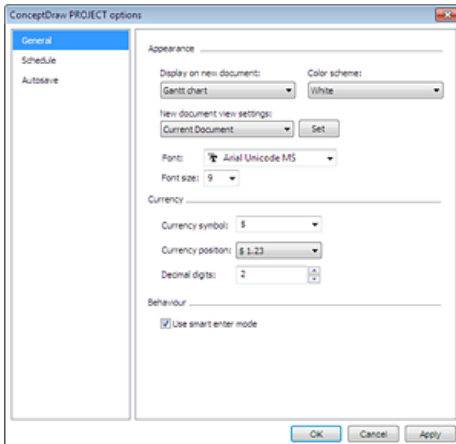 ConceptDraw PROJECT options
General
Schedule
Autosave
Appearance
Display on new document: Color scheme:
Gantt chart White
New document view settings:
Current Document Set
Font: Arial Unicode MS
Font size: 9
Currency
Currency symbol: $
Currency position: $ 1.23
Decimal digits: 2
Behaviour
Use smart enter mode
OK Cancel Apply